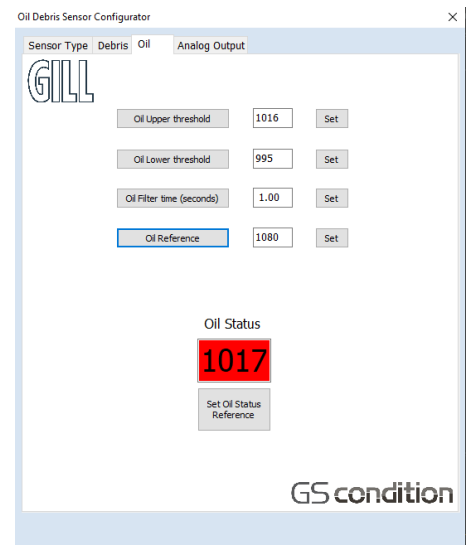 Oil Debris Sensor Configurator
Sensor Type Debris Oil Analog Output
GILL
Oil Upper threshold 1016 Set
Oil Lower threshold 995 Set
Oil Filter time (seconds) 1.00 Set
Oil Reference 1080 Set
Oil Status
1017
Set Oil Status
Reference
GS condition